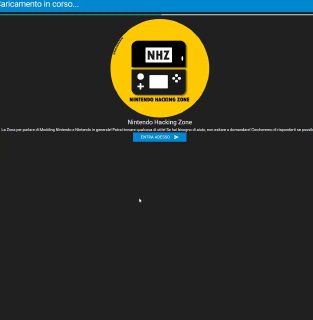 Caricamento in corso...
NHZ
NINTENDO HACKING ZONE
Nintendo Hacking Zone
La Zona per parlare di Modding Nintendo e Nintendo in generale! Potrai trovare qualcosa di utile! Se hai bisogno di aiuto, non esitare a domandare! Cercheremo di risponderti se possibile
ENTRA ADESSO